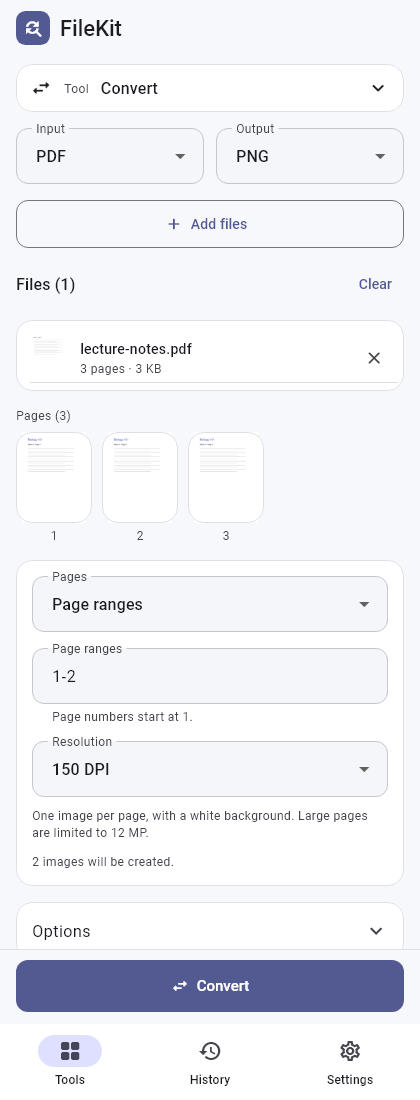 FileKit
Tool Convert
Input
PDF
Output
PNG
+ Add files
Files (1)
Clear
lecture-notes.pdf
3 pages · 3 KB
Pages (3)
1
2
3
Pages
Page ranges
Page ranges
1-2
Page numbers start at 1.
Resolution
150 DPI
One image per page, with a white background. Large pages
are limited to 12 MP.
2 images will be created.
Options
Convert
Tools
History
Settings